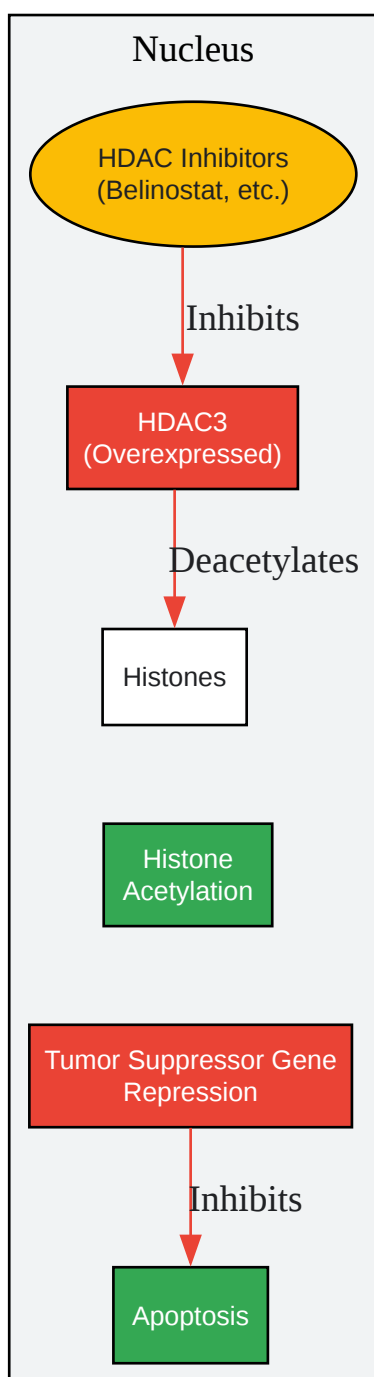 Nucleus
HDAC Inhibitors
(Belinostat, etc.)
Inhibits
HDAC3
(Overexpressed)
Deacetylates
Histones
Histone
Acetylation
Tumor Suppressor Gene
Repression
Inhibits
Apoptosis